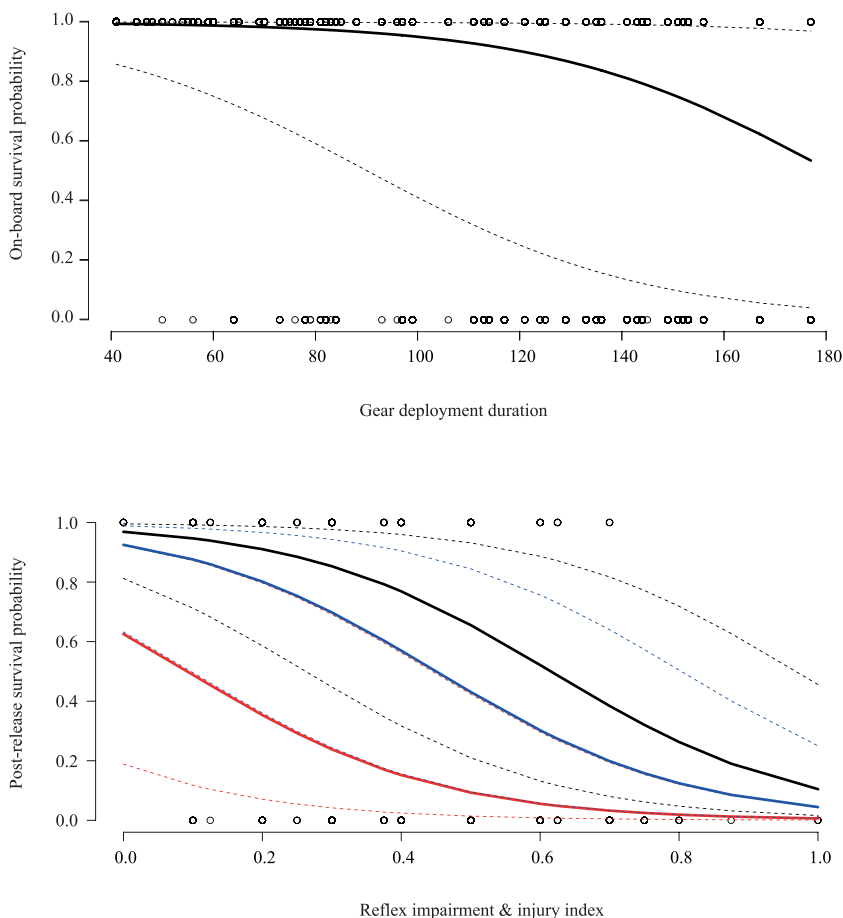 On-board survival probability
1.0
0.8
0.6
0.4
0.2
0.0
40 60 80 100 120 140 160 180
Gear deployment duration
Post-release survival probability
1.0
0.8
0.6
0.4
0.2
0.0
0.0 0.2 0.4 0.6 0.8 1.0
Reflex impairment & injury index